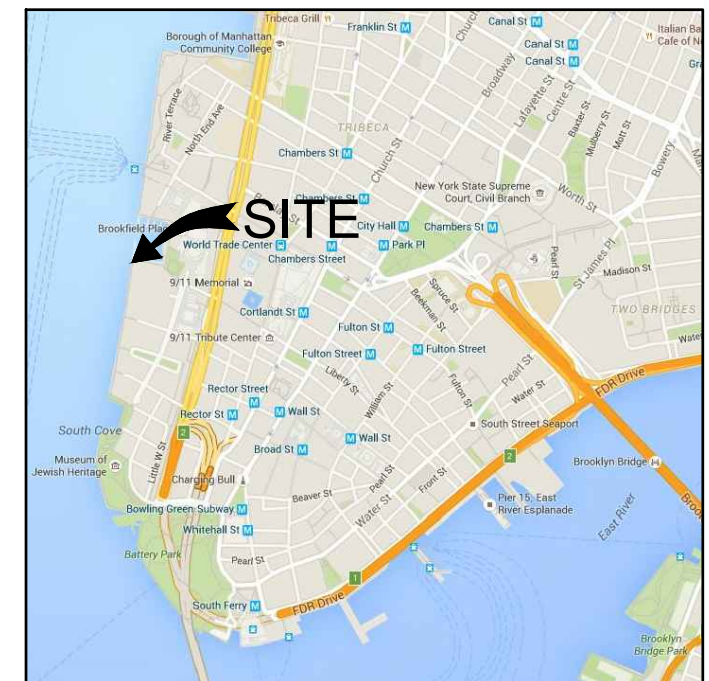 Tribeca Grill
Franklin St
Canal St
Italian Ba
Cafe of N
Borough of Manhattan
Community College
Church
Canal St
Canal St
Broadway
Lafayette St
Centre St
Baxter St
Mulberry St
Mott St
Bowery
River Terrace
North End Ave
TRIBECA
Chambers St
Church St
New York State Supreme
Court, Civil Branch
Worth St
Chambers St
SITE
Brookfield Pla
City Hall
Chambers St
World Trade Center
Park Pl
Chambers Street
Pearl St
St James Pl
Madison St
9/11 Memorial
Spruce St
Beekman St
TWO BRIDGES
Cortlandt St
9/11 Tribute Center
Fulton St
Fulton Street
Fulton Street
Water
Liberty St
William St
Fulton St
Pearl St
Water St
FDR Drive
Rector Street
Rector St
Wall St
South Street Seaport
South Cove
2
Broad St
Wall St
Little W St
Museum of
Jewish Heritage
Charging Bull
2
Brooklyn Bridge
Beaver St
Pearl St
Front St
Water St
Pier 15, East
River Esplanade
Broo
Bowling Green Subway
Whitehall St
East River
Battery Park
Pearl St
1
South Ferry
FDR Drive
Brooklyn
Bridge Park